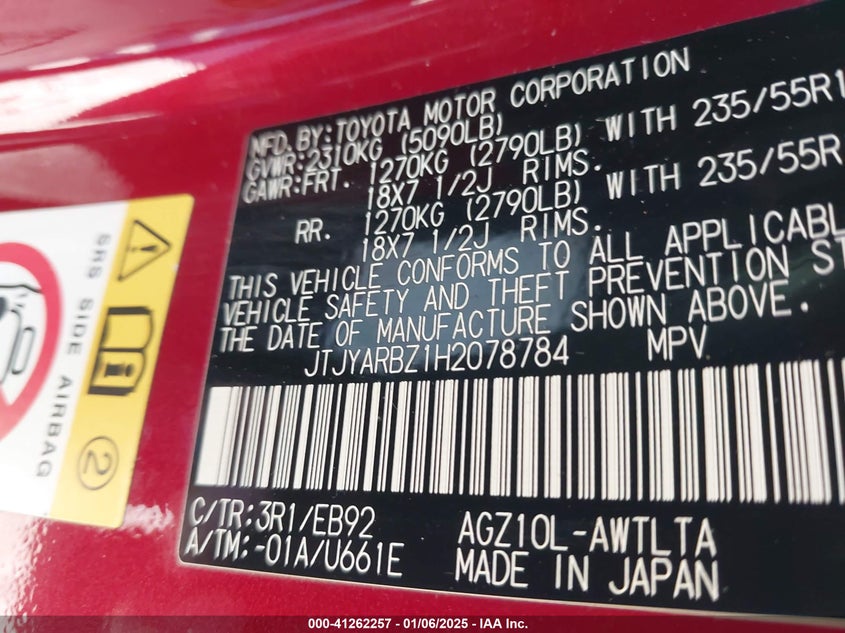 MFD.BY:TOYOTA MOTOR CORPORATION
GVWR:2310KG (5090LB)
GAWR:FRT. 1270KG (2790LB) WITH 235/55R1
18X7 1/2J RIMS.
RR. 1270KG (2790LB) WITH 235/55R
18X7 1/2J RIMS.
THIS VEHICLE CONFORMS TO ALL APPLICABL
VEHICLE SAFETY AND THEFT PREVENTION ST
THE DATE OF MANUFACTURE SHOWN ABOVE.
JTJYARBZ1H2078784 MPV
C/TR:3R1/EB92 AGZ10L-AWTLTA
A/TM:-01A/U661E MADE IN JAPAN
SRS SIDE AIRBAG
2
000-41262257 - 01/06/2025 - IAA Inc.